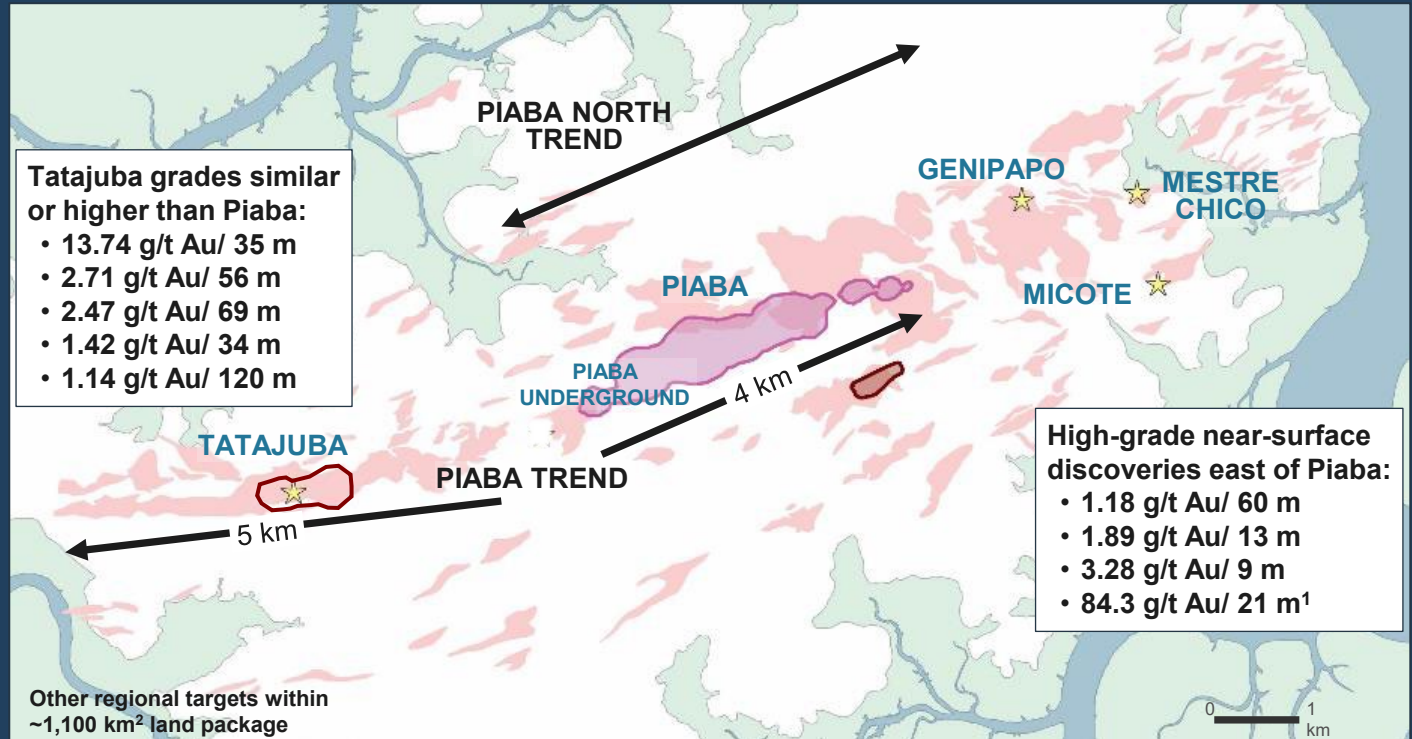 PIABA NORTH
TREND
Tatajuba grades similar
or higher than Piaba:
• 13.74 g/t Au/ 35 m
• 2.71 g/t Au/ 56 m
• 2.47 g/t Au/ 69 m
• 1.42 g/t Au/ 34 m
• 1.14 g/t Au/ 120 m
GENIPAPO
MESTRE
CHICO
MICOTE
PIABA
PIABA
UNDERGROUND
4 km
TATAJUBA
PIABA TREND
5 km
High-grade near-surface
discoveries east of Piaba:
• 1.18 g/t Au/ 60 m
• 1.89 g/t Au/ 13 m
• 3.28 g/t Au/ 9 m
• 84.3 g/t Au/ 21 m¹
Other regional targets within
~1,100 km² land package
0 1
km